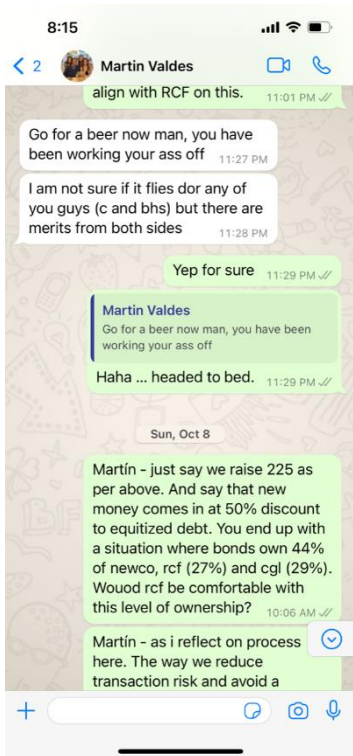 8:15
2
Martin Valdes
align with RCF on this. 11:01 PM
Go for a beer now man, you have
been working your ass off 11:27 PM
I am not sure if it flies dor any of
you guys (c and bhs) but there are
merits from both sides 11:28 PM
Yep for sure 11:29 PM
Martin Valdes
Go for a beer now man, you have been
working your ass off
Haha ... headed to bed. 11:29 PM
Sun, Oct 8
Martín - just say we raise 225 as
per above. And say that new
money comes in at 50% discount
to equitized debt. You end up with
a situation where bonds own 44%
of newco, rcf (27%) and cgl (29%).
Wouod rcf be comfortable with
this level of ownership? 10:06 AM
Martín - as i reflect on process
here. The way we reduce
transaction risk and avoid a